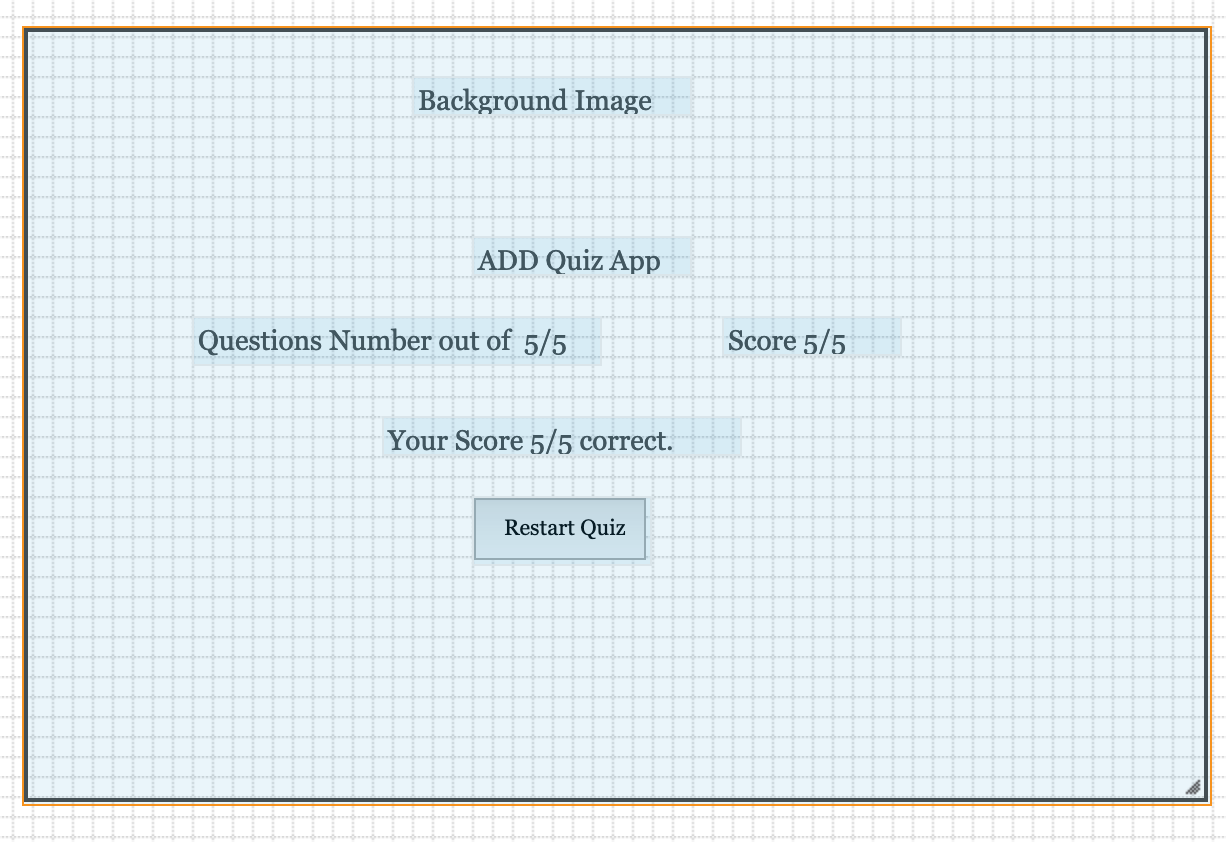 Background Image
ADD Quiz App
Questions Number out of 5/5 Score 5/5
Your Score 5/5 correct.
Restart Quiz